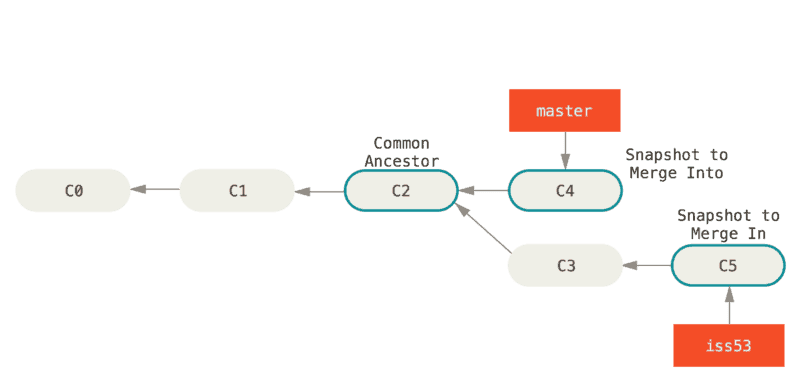 master
Common
Ancestor
Snapshot to
Merge Into
C0
C1
C2
C4
Snapshot to
Merge In
C3
C5
iss53